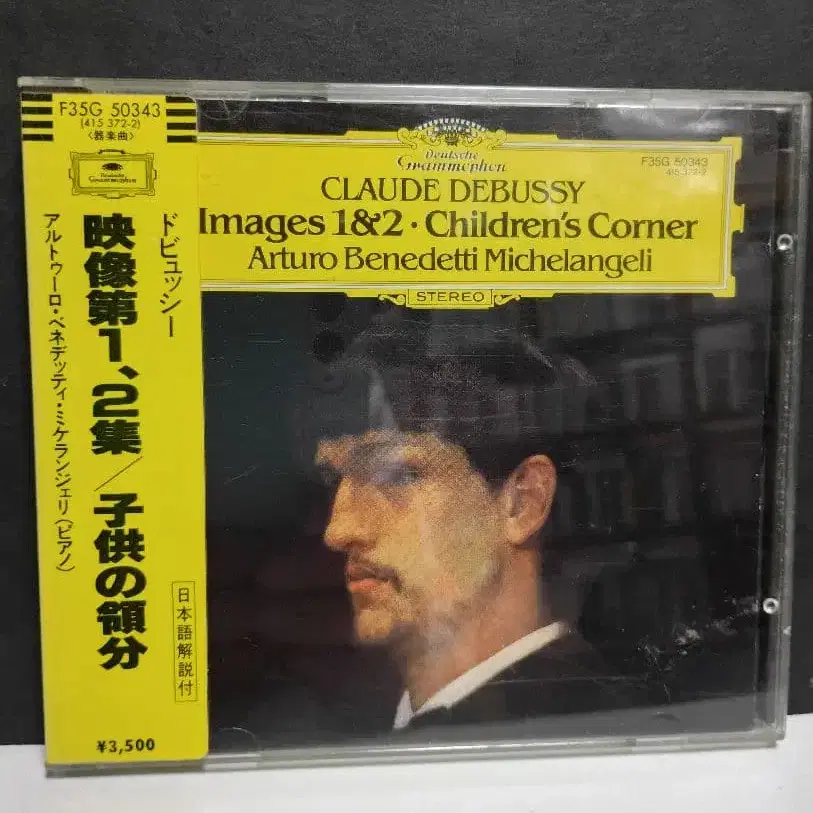 F35G 50343
(415 372-2)
〈器楽曲〉
Deutsche
Grammophon
ドビュッシー
映像第1、2集／子供の領分
アルトゥーロ・ベネデッティ・ミケランジェリ(ピアノ)
日本語解説付
¥3,500
Deutsche
Grammophon
F35G 50343
415 372-2
CLAUDE DEBUSSY
Images 1&2 · Children's Corner
Arturo Benedetti Michelangeli
STEREO